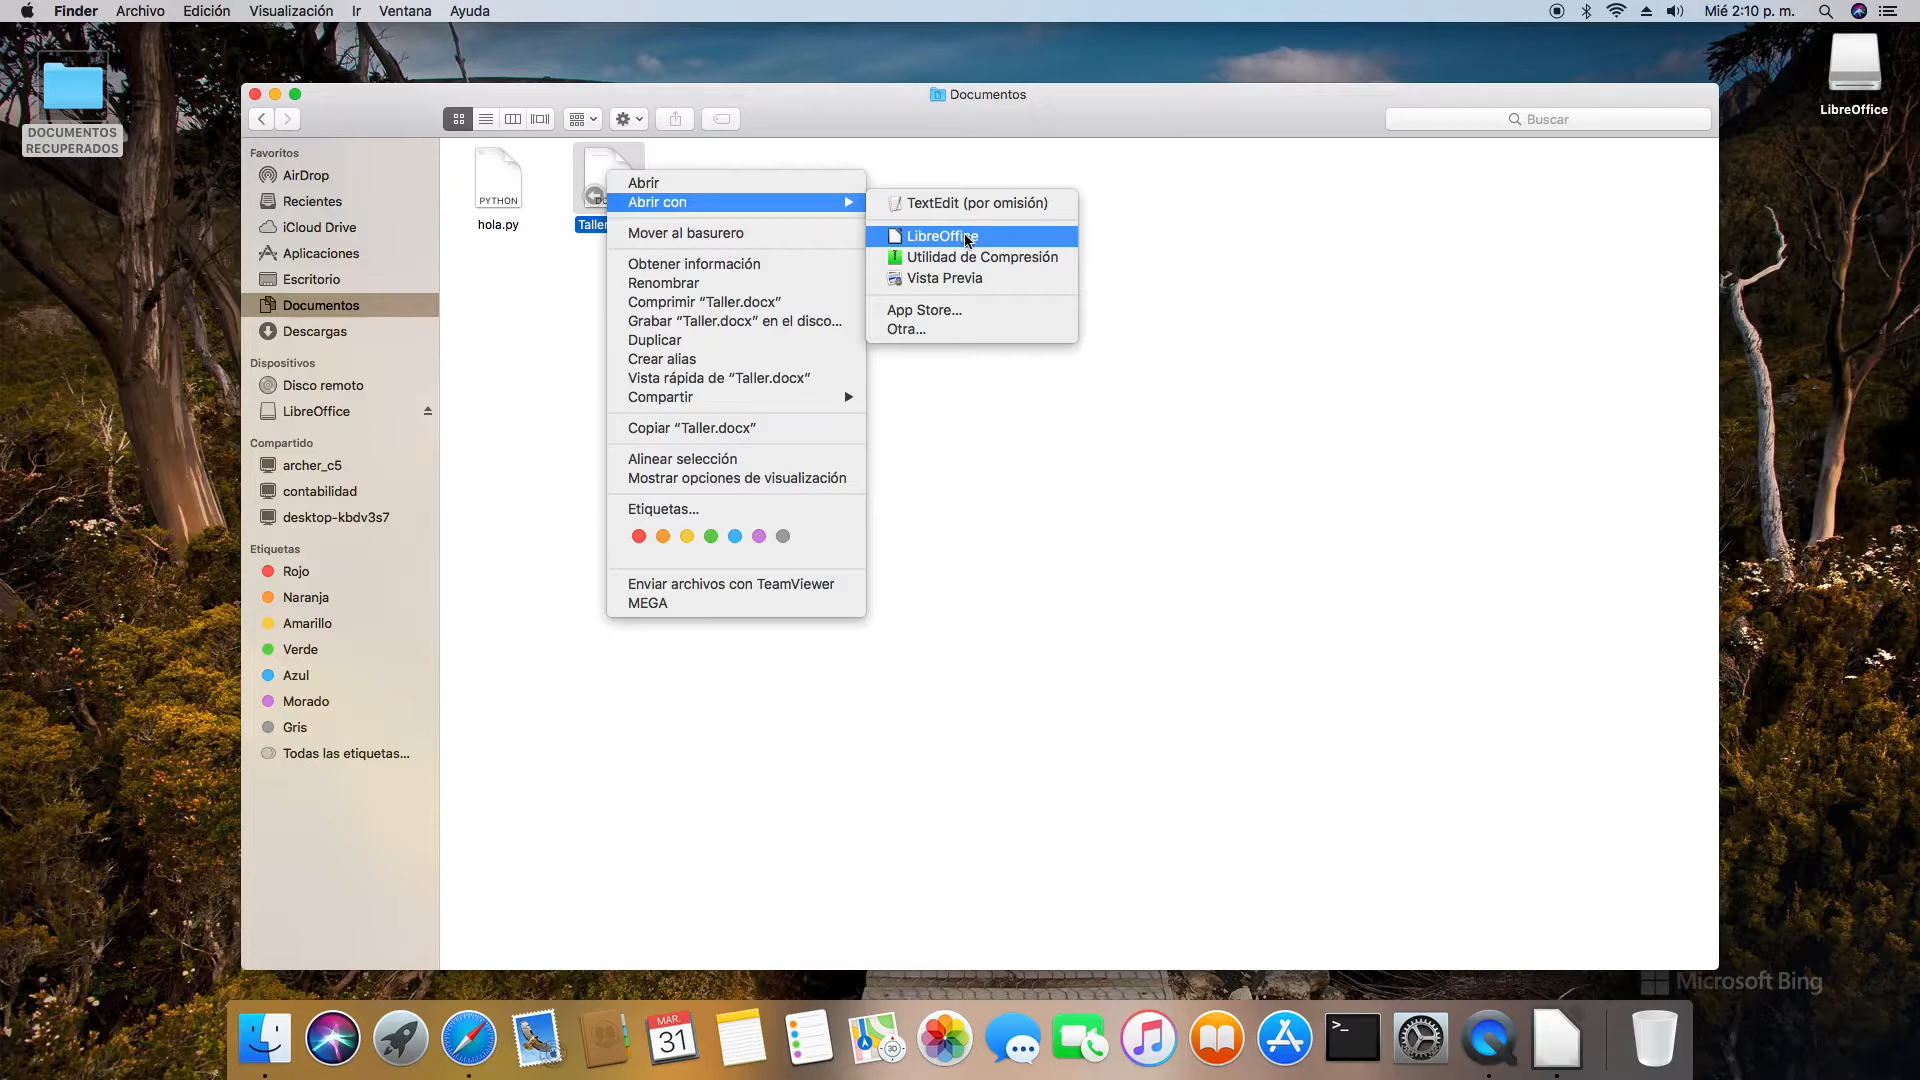 Finder Archivo Edición Visualización Ir Ventana Ayuda
Mié 2:10 p. m.
DOCUMENTOS
RECUPERADOS
LibreOffice
Documentos
Buscar
Favoritos
AirDrop
Recientes
iCloud Drive
Aplicaciones
Escritorio
Documentos
Descargas
Dispositivos
Disco remoto
LibreOffice
Compartido
archer_c5
contabilidad
desktop-kbdv3s7
Etiquetas
Rojo
Naranja
Amarillo
Verde
Azul
Morado
Gris
Todas las etiquetas...
PYTHON
hola.py
Taller
Abrir
Abrir con
Mover al basurero
Obtener información
Renombrar
Comprimir “Taller.docx”
Grabar “Taller.docx” en el disco...
Duplicar
Crear alias
Vista rápida de “Taller.docx”
Compartir
Copiar “Taller.docx”
Alinear selección
Mostrar opciones de visualización
Etiquetas...
Enviar archivos con TeamViewer
MEGA
TextEdit (por omisión)
LibreOffice
Utilidad de Compresión
Vista Previa
App Store...
Otra...
Microsoft Bing
MAR.
31
3D
>_